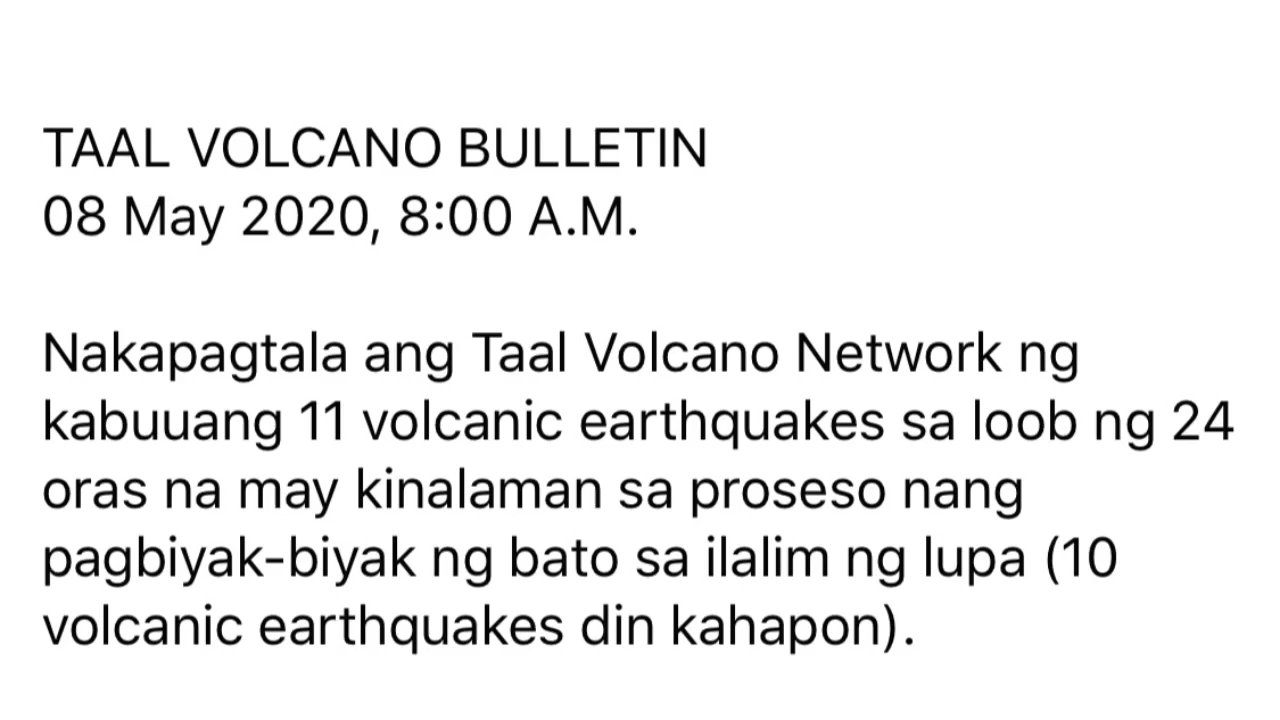 TAAL VOLCANO BULLETIN
08 May 2020, 8:00 A.M.
Nakapagtala ang Taal Volcano Network ng
kabuuang 11 volcanic earthquakes sa loob ng 24
oras na may kinalaman sa proseso nang
pagbiyak-biyak ng bato sa ilalim ng lupa (10
volcanic earthquakes din kahapon).